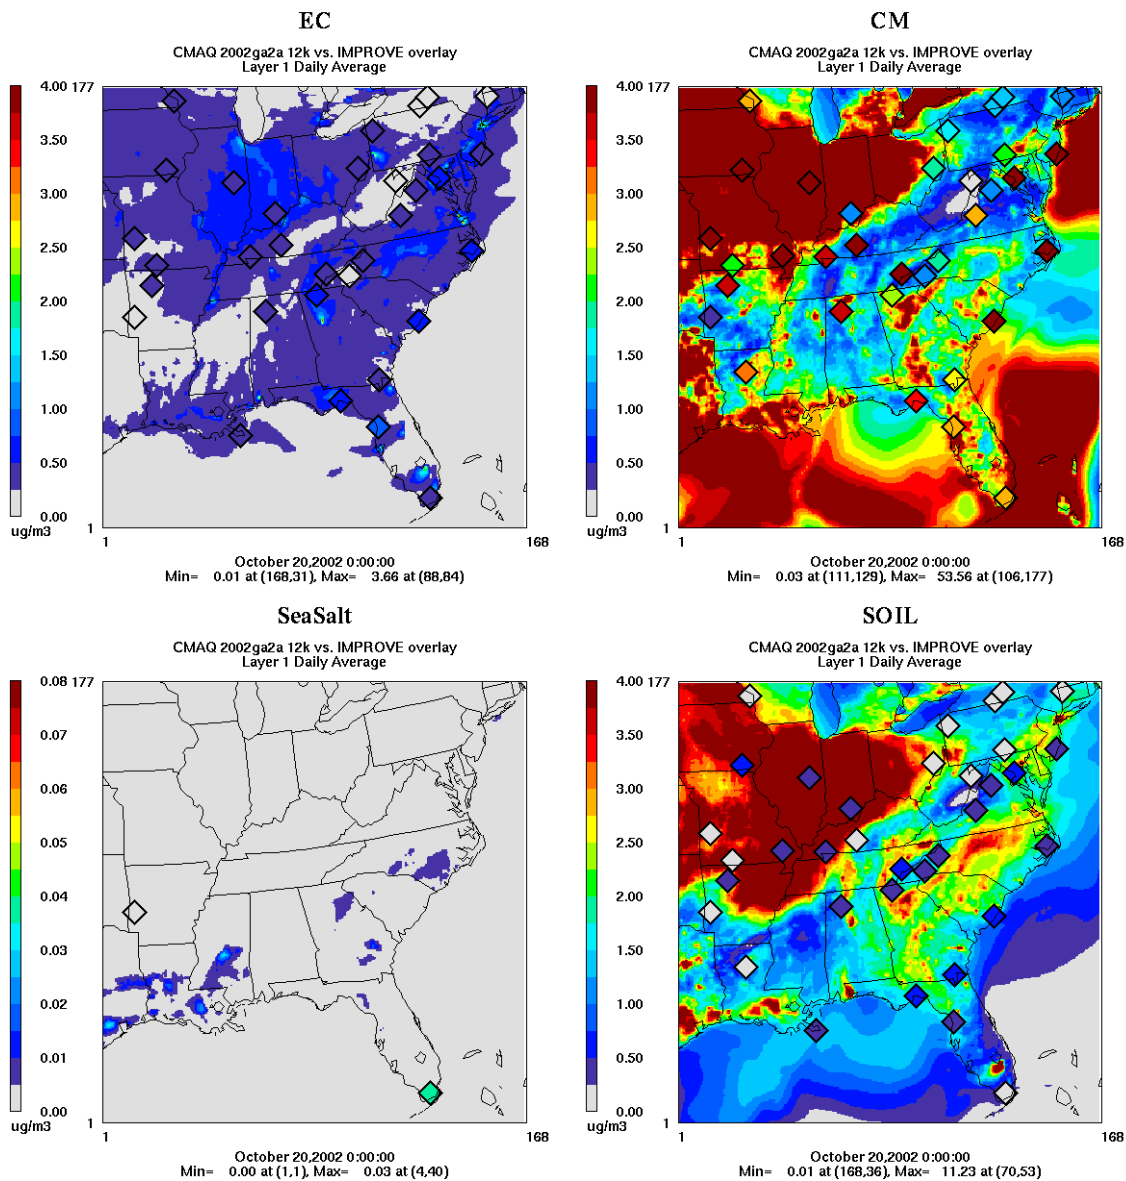 EC
CMAQ 2002ga2a 12k vs. IMPROVE overlay
Layer 1 Daily Average
4.00 177
3.50
3.00
2.50
2.00
1.50
1.00
0.50
0.00
ug/m3
1
1 168
October 20,2002 0:00:00
Min= 0.01 at (168,31), Max= 3.66 at (88,84)
CM
CMAQ 2002ga2a 12k vs. IMPROVE overlay
Layer 1 Daily Average
4.00 177
3.50
3.00
2.50
2.00
1.50
1.00
0.50
0.00
ug/m3
1
1 168
October 20,2002 0:00:00
Min= 0.03 at (111,129), Max= 53.56 at (106,177)
SeaSalt
CMAQ 2002ga2a 12k vs. IMPROVE overlay
Layer 1 Daily Average
0.08 177
0.07
0.06
0.05
0.04
0.03
0.02
0.01
0.00
ug/m3
1
1 168
October 20,2002 0:00:00
Min= 0.00 at (1,1), Max= 0.03 at (4,40)
SOIL
CMAQ 2002ga2a 12k vs. IMPROVE overlay
Layer 1 Daily Average
4.00 177
3.50
3.00
2.50
2.00
1.50
1.00
0.50
0.00
ug/m3
1
1 168
October 20,2002 0:00:00
Min= 0.01 at (168,36), Max= 11.23 at (70,53)